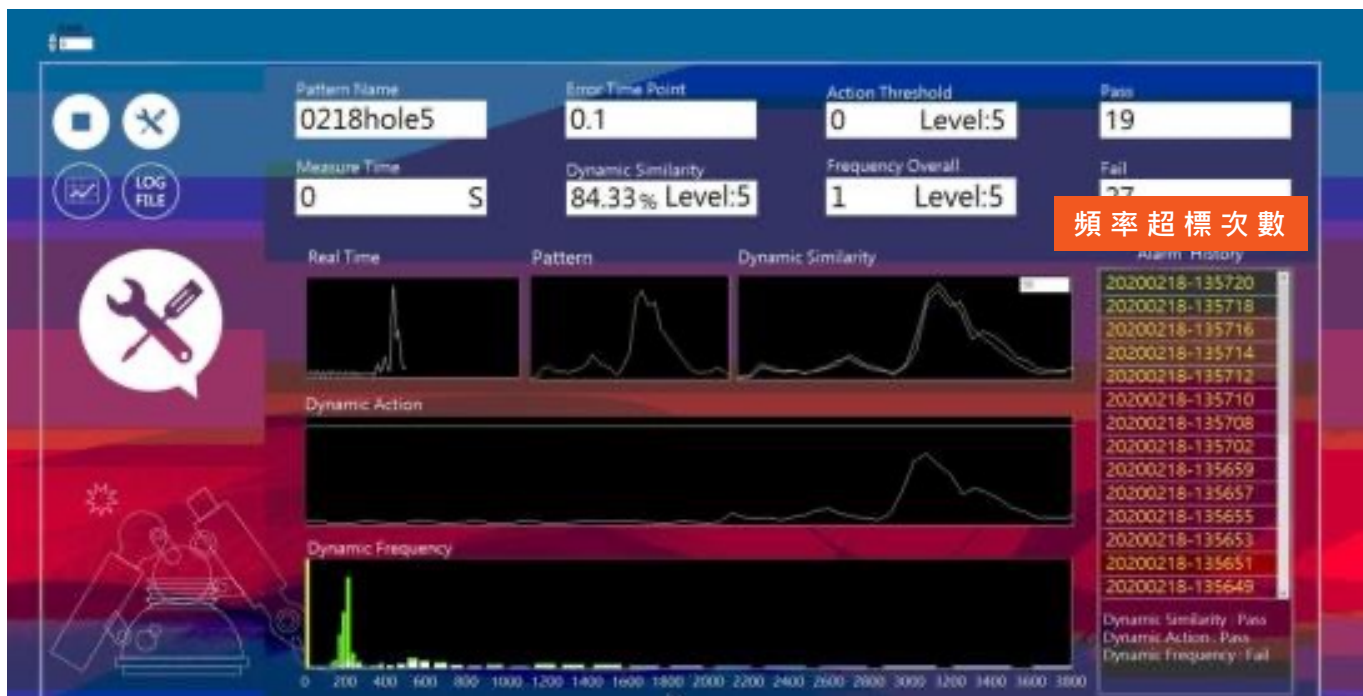 Pattern Name
Error Time Point
Action Threshold
Pass
0218hole5
0.1
0 Level:5
19
Measure Time
Dynamic Similarity
Frequency Overall
Fail
0 S
84.33% Level:5
1 Level:5
LOG
FILE
頻率超標次數
Real Time
Pattern
Dynamic Similarity
Alarm History
20200218-135720
20200218-135718
20200218-135716
20200218-135714
20200218-135712
20200218-135710
20200218-135708
20200218-135702
20200218-135659
20200218-135657
20200218-135655
20200218-135653
20200218-135651
20200218-135649
Dynamic Action
Dynamic Frequency
Dynamic Similarity : Pass
Dynamic Action : Pass
Dynamic Frequency : Fail
0 200 400 600 800 1000 1200 1400 1600 1800 2000 2200 2400 2600 2800 3000 3200 3400 3600 3800